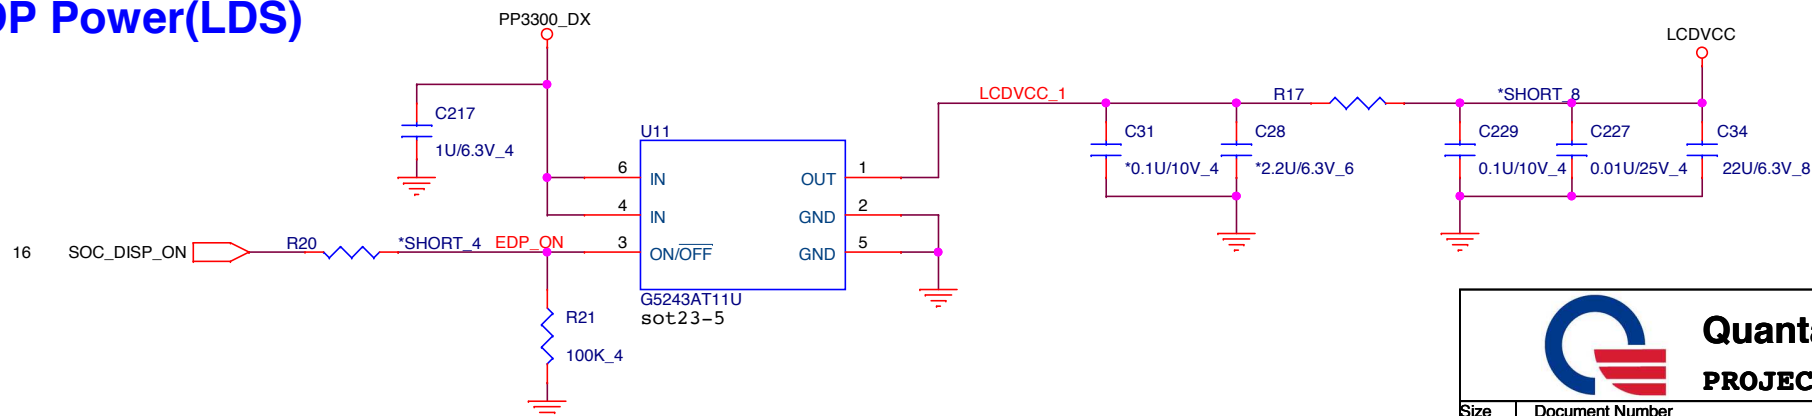 DP Power(LDS)
PP3300_DX
LCDVCC
C217
1U/6.3V_4
U11
6 IN
4 IN
3 ON/OFF
OUT 1
GND 2
GND 5
G5243AT11U
sot23-5
16 SOC_DISP_ON
R20
*SHORT_4
EDP_ON
R21
100K_4
LCDVCC_1
C31
*0.1U/10V_4
C28
*2.2U/6.3V_6
R17
*SHORT_8
C229
0.1U/10V_4
C227
0.01U/25V_4
C34
22U/6.3V_8
Quanta
PROJEC
Size Document Number